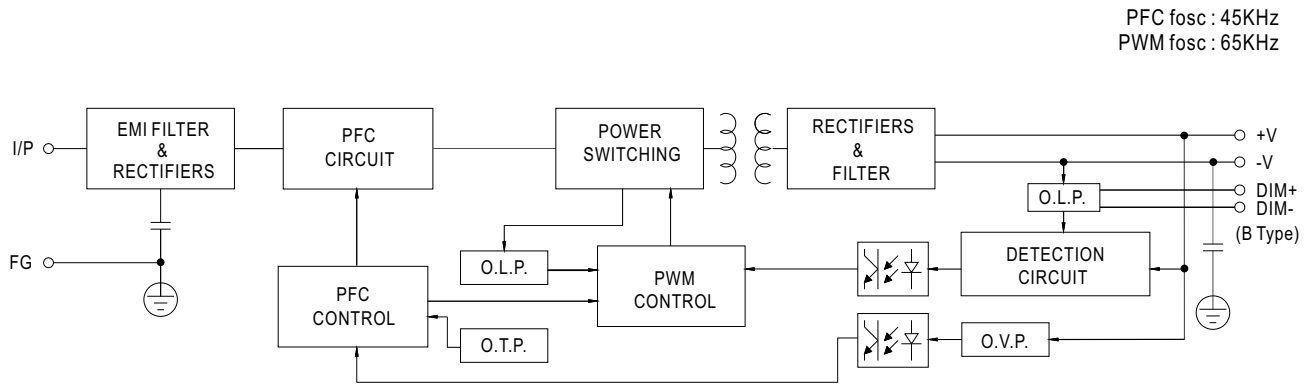 PFC fosc : 45KHz
PWM fosc : 65KHz
I/P
EMI FILTER
&
RECTIFIERS
PFC
CIRCUIT
POWER
SWITCHING
RECTIFIERS
&
FILTER
+V
-V
DIM+
DIM-
(B Type)
O.L.P.
FG
O.L.P.
PWM
CONTROL
DETECTION
CIRCUIT
PFC
CONTROL
O.T.P.
O.V.P.